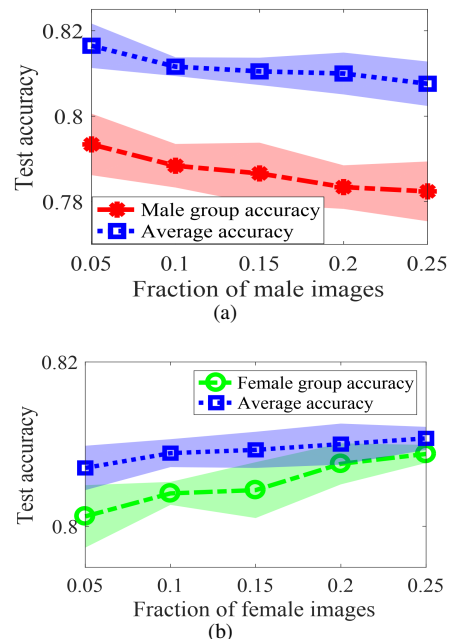 0.82
0.8
0.78
Test accuracy
Male group accuracy
Average accuracy
0.05 0.1 0.15 0.2 0.25
Fraction of male images
(a)
0.82
0.8
Test accuracy
Female group accuracy
Average accuracy
0.05 0.1 0.15 0.2 0.25
Fraction of female images
(b)